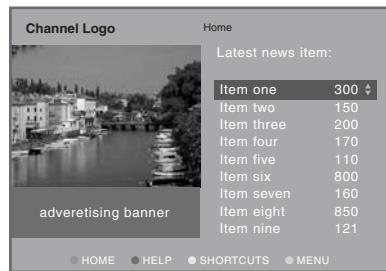 Channel Logo
Home
Latest news item:
Item one 300
Item two 150
Item three 200
Item four 170
Item five 110
Item six 800
Item seven 160
Item eight 850
Item nine 121
adveretising banner
HOME HELP SHORTCUTS MENU